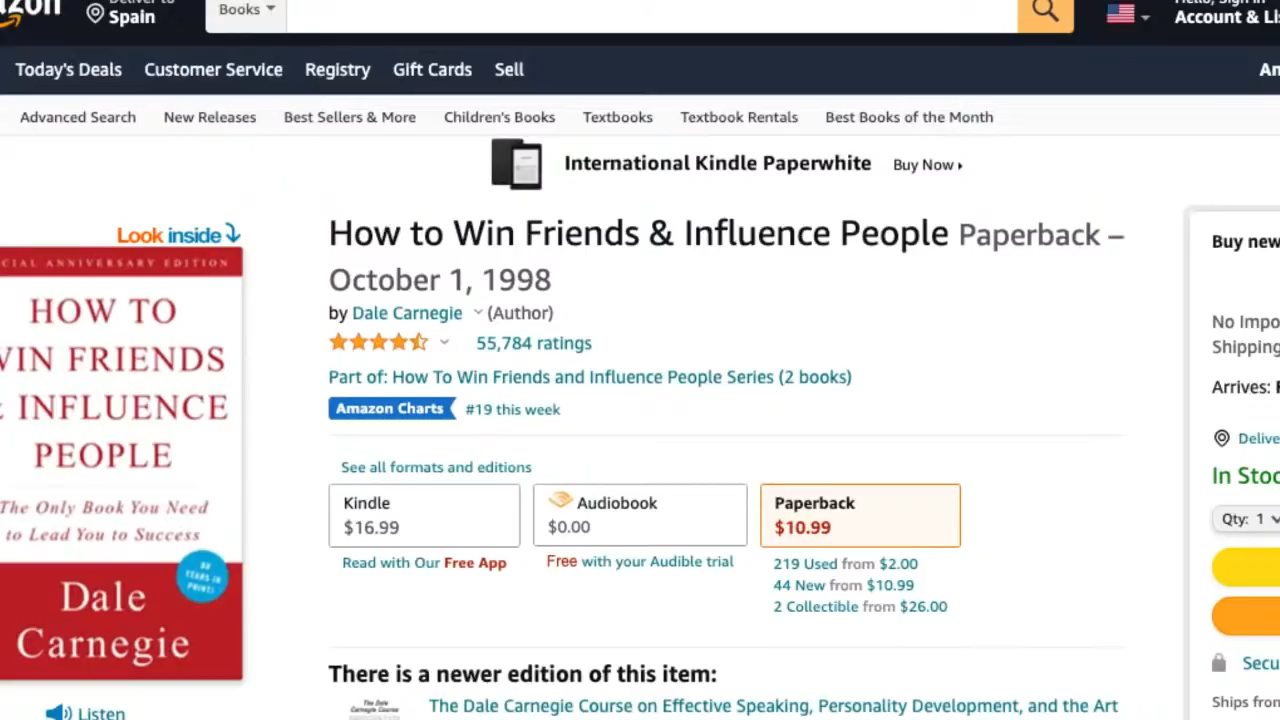 Spain
Books
Account & Li
Today's Deals
Customer Service
Registry
Gift Cards
Sell
Advanced Search
New Releases
Best Sellers & More
Children's Books
Textbooks
Textbook Rentals
Best Books of the Month
International Kindle Paperwhite
Buy Now
Look inside
How to Win Friends & Influence People Paperback –
October 1, 1998
by Dale Carnegie (Author)
55,784 ratings
Part of: How To Win Friends and Influence People Series (2 books)
Amazon Charts #19 this week
See all formats and editions
Kindle
$16.99
Read with Our Free App
Audiobook
$0.00
Free with your Audible trial
Paperback
$10.99
219 Used from $2.00
44 New from $10.99
2 Collectible from $26.00
There is a newer edition of this item:
The Dale Carnegie Course on Effective Speaking, Personality Development, and the Art
CIAL ANNIVERSARY EDITION
HOW TO
WIN FRIENDS
& INFLUENCE
PEOPLE
The Only Book You Need
to Lead You to Success
80
YEARS IN
PRINT!
Dale
Carnegie
Listen
Buy new
No Impo
Shipping
Arrives:
Delive
In Stoc
Qty: 1
Secu
Ships from